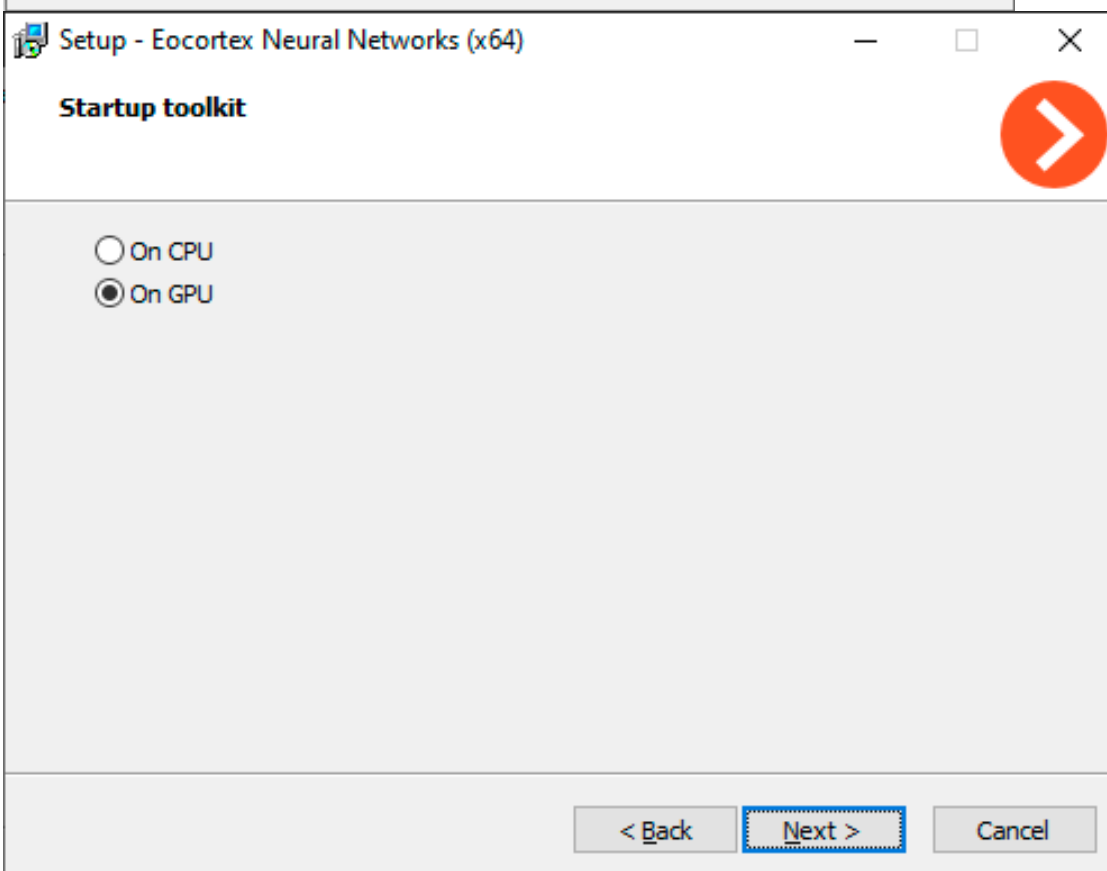 Setup - Eocortex Neural Networks (x64)
Startup toolkit
On CPU
On GPU
< Back
Next >
Cancel